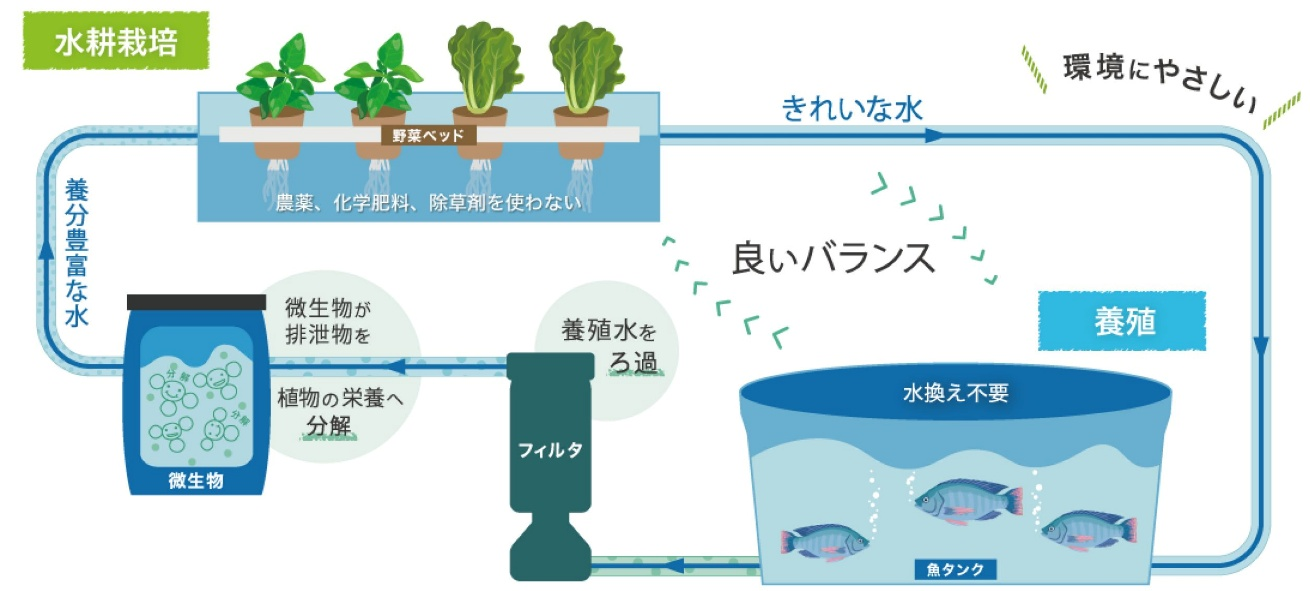 水耕栽培
環境にやさしい
きれいな水
野菜ベッド
農薬、化学肥料、除草剤を使わない
養分豊富な水
良いバランス
養殖
微生物が
排泄物を
植物の栄養へ
分解
養殖水を
ろ過
水換え不要
フィルタ
分解
分解
微生物
魚タンク